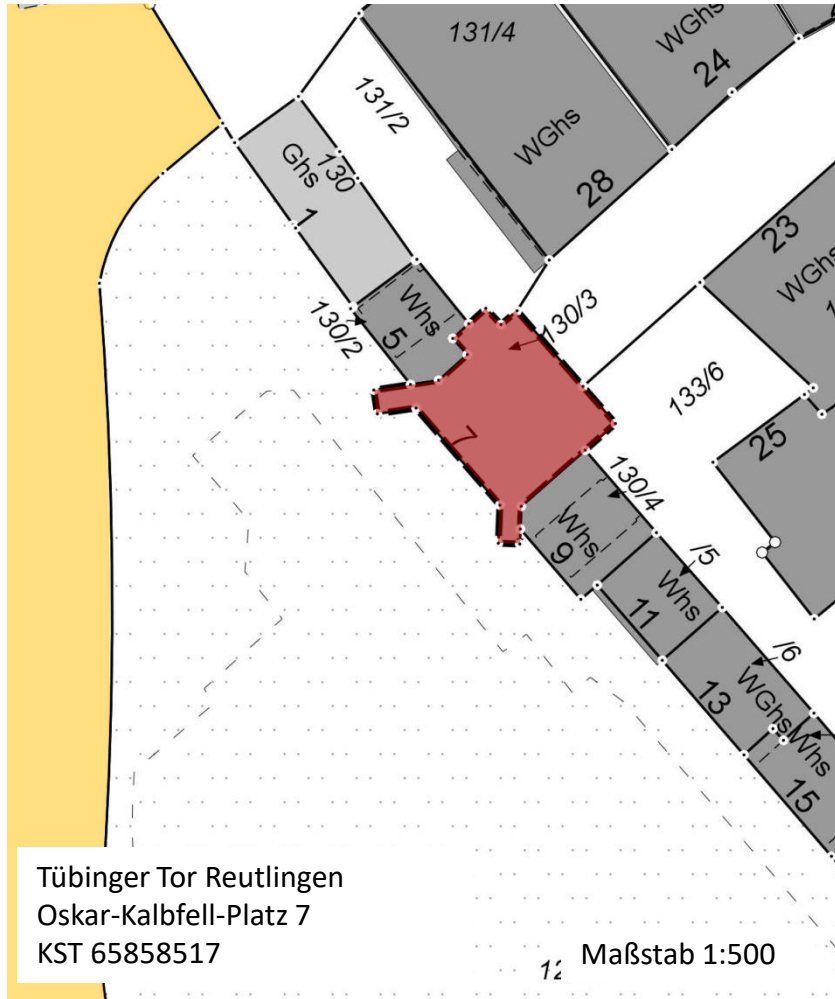 131/4
WGhs
24
131/2
WGhs
28
Ghs
130
1
23
WGhs
130/2
Whs
5
130/3
133/6
7
25
130/4
Whs
9
/5
Whs
11
/6
13
WGhs
Whs
15
Tübinger Tor Reutlingen
Oskar-Kalbfell-Platz 7
KST 65858517
Maßstab 1:500